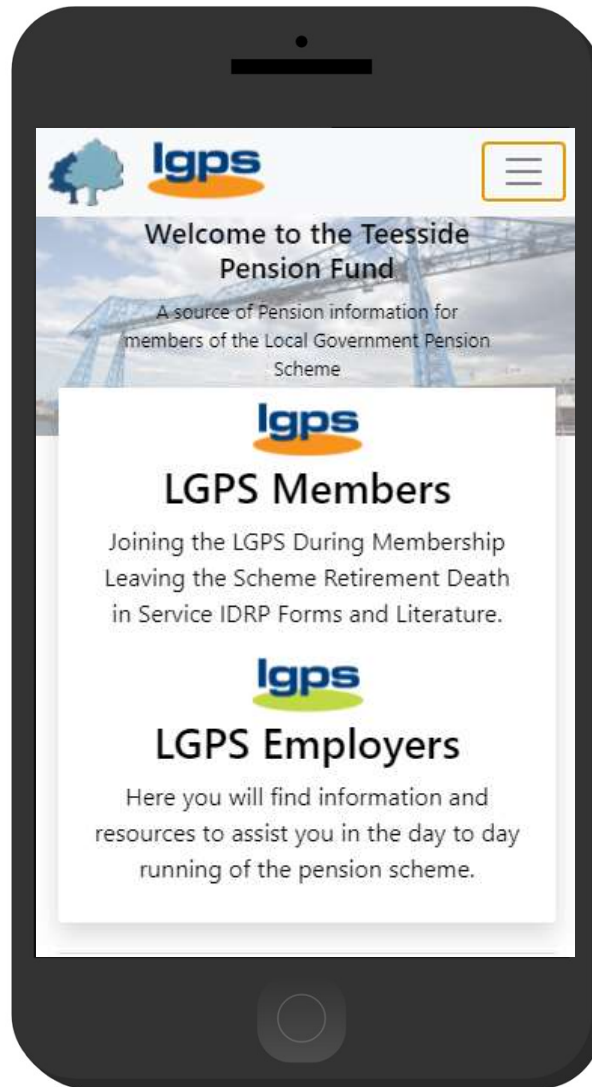 lgps
Welcome to the Teesside
Pension Fund
A source of Pension information for
members of the Local Government Pension
Scheme
lgps
LGPS Members
Joining the LGPS During Membership
Leaving the Scheme Retirement Death
in Service IDRP Forms and Literature.
lgps
LGPS Employers
Here you will find information and
resources to assist you in the day to day
running of the pension scheme.